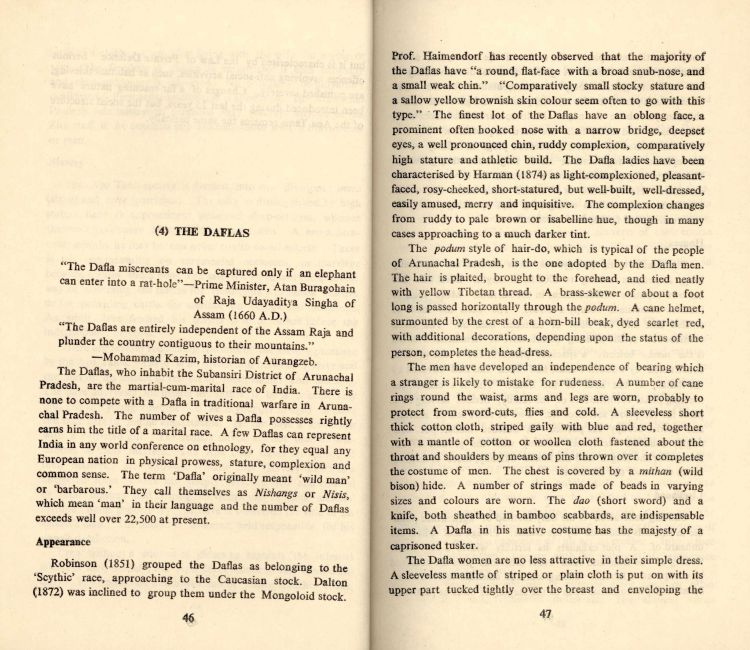 (4) THE DAFLAS
"The Dafla miscreants can be captured only if an elephant
can enter into a rat-hole"—Prime Minister, Atan Buragohain
of Raja Udayaditya Singha of
Assam (1660 A.D.)
"The Daflas are entirely independent of the Assam Raja and
plunder the country contiguous to their mountains."
—Mohammad Kazim, historian of Aurangzeb.
The Daflas, who inhabit the Subansiri District of Arunachal
Pradesh, are the martial-cum-marital race of India. There is
none to compete with a Dafla in traditional warfare in Aruna-
chal Pradesh. The number of wives a Dafla possesses rightly
earns him the title of a marital race. A few Daflas can represent
India in any world conference on ethnology, for they equal any
European nation in physical prowess, stature, complexion and
common sense. The term 'Dafla' originally meant 'wild man'
or 'barbarous.' They call themselves as Nishangs or Nisis,
which mean 'man' in their language and the number of Daflas
exceeds well over 22,500 at present.
Appearance
Robinson (1851) grouped the Daflas as belonging to the
'Scythic' race, approaching to the Caucasian stock. Dalton
(1872) was inclined to group them under the Mongoloid stock.
46
Prof. Haimendorf has recently observed that the majority of
the Daflas have "a round, flat-face with a broad snub-nose, and
a small weak chin." "Comparatively small stocky stature and
a sallow yellow brownish skin colour seem often to go with this
type." The finest lot of the Daflas have an oblong face, a
prominent often hooked nose with a narrow bridge, deepset
eyes, a well pronounced chin, ruddy complexion, comparatively
high stature and athletic build. The Dafla ladies have been
characterised by Harman (1874) as light-complexioned, pleasant-
faced, rosy-cheeked, short-statured, but well-built, well-dressed,
easily amused, merry and inquisitive. The complexion changes
from ruddy to pale brown or isabelline hue, though in many
cases approaching to a much darker tint.
The podum style of hair-do, which is typical of the people
of Arunachal Pradesh, is the one adopted by the Dafla men.
The hair is plaited, brought to the forehead, and tied neatly
with yellow Tibetan thread. A brass-skewer of about a foot
long is passed horizontally through the podum. A cane helmet,
surmounted by the crest of a horn-bill beak, dyed scarlet red,
with additional decorations, depending upon the status of the
person, completes the head-dress.
The men have developed an independence of bearing which
a stranger is likely to mistake for rudeness. A number of cane
rings round the waist, arms and legs are worn, probably to
protect from sword-cuts, flies and cold. A sleeveless short
thick cotton cloth, striped gaily with blue and red, together
with a mantle of cotton or woollen cloth fastened about the
throat and shoulders by means of pins thrown over it completes
the costume of men. The chest is covered by a mithan (wild
bison) hide. A number of strings made of beads in varying
sizes and colours are worn. The dao (short sword) and a
knife, both sheathed in bamboo scabbards, are indispensable
items. A Dafla in his native costume has the majesty of a
caprisoned tusker.
The Dafla women are no less attractive in their simple dress.
A sleeveless mantle of striped or plain cloth is put on with its
upper part tucked tightly over the breast and enveloping the
47